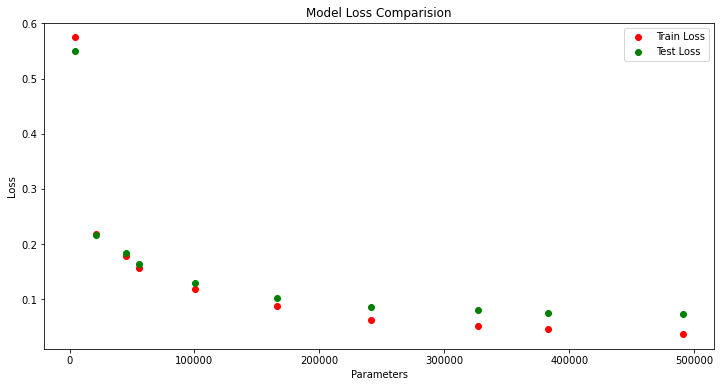 Model Loss Comparision
Train Loss
Test Loss
0.6
0.5
0.4
0.3
0.2
0.1
Loss
0
100000
200000
300000
400000
500000
Parameters